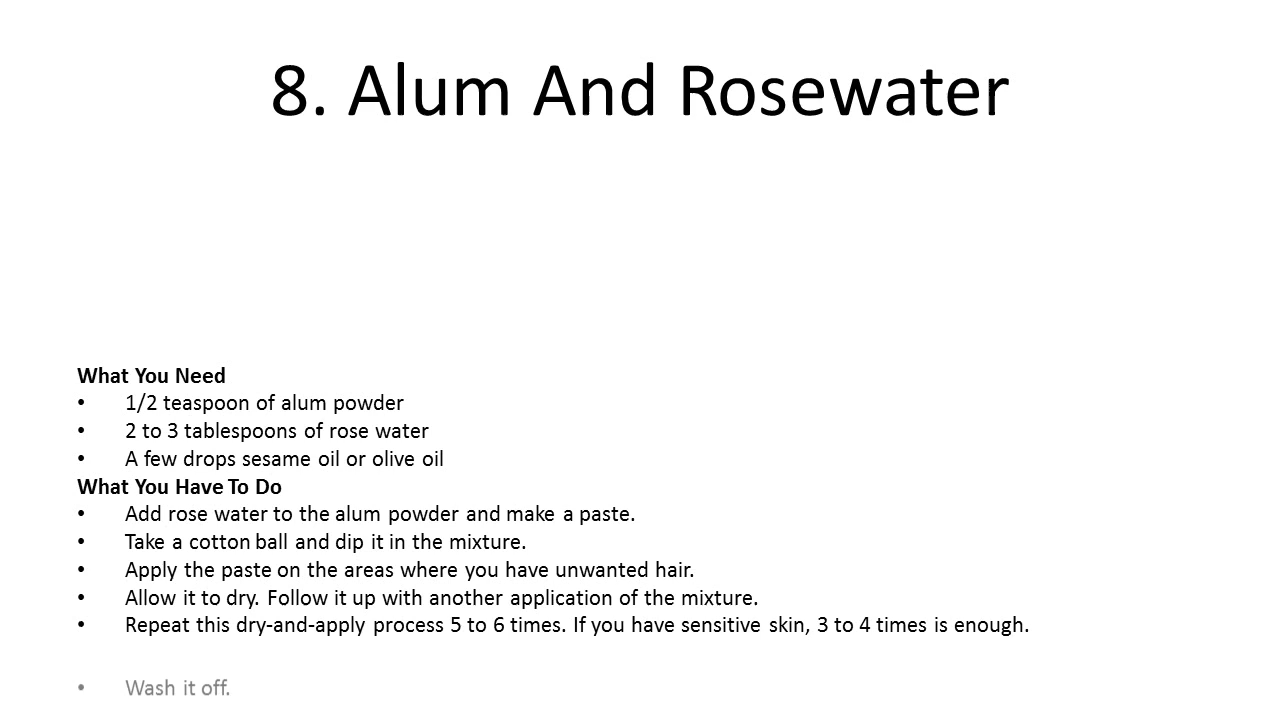 8. Alum And Rosewater
What You Need
• 1/2 teaspoon of alum powder
• 2 to 3 tablespoons of rose water
• A few drops sesame oil or olive oil
What You Have To Do
• Add rose water to the alum powder and make a paste.
• Take a cotton ball and dip it in the mixture.
• Apply the paste on the areas where you have unwanted hair.
• Allow it to dry. Follow it up with another application of the mixture.
• Repeat this dry-and-apply process 5 to 6 times. If you have sensitive skin, 3 to 4 times is enough.
• Wash it off.